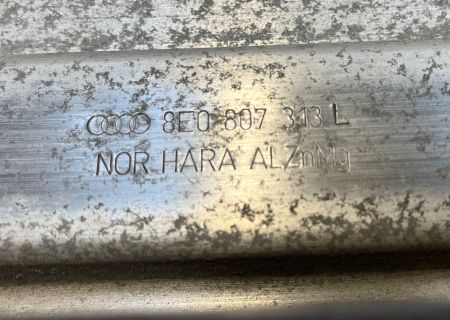 8E0 807 313 L
NOR HARA ALZnMg